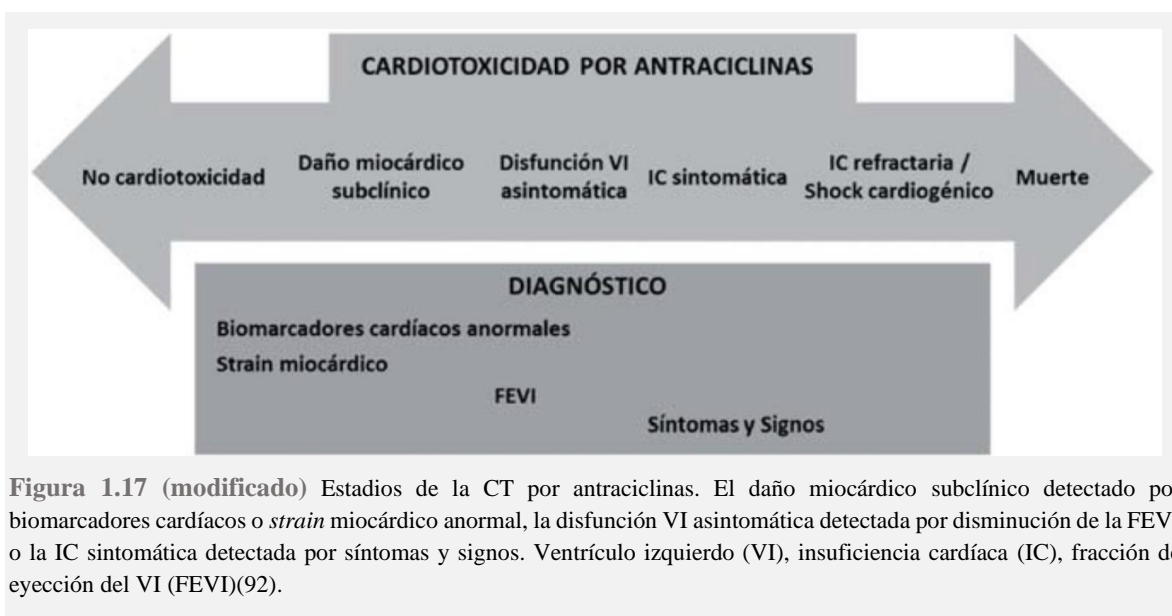 CARDIOTOXICIDAD POR ANTRACICLINAS
No cardiotoxicidad
Daño miocárdico
subclínico
Disfunción VI
asintomática
IC sintomática
IC refractaria /
Shock cardiogénico
Muerte
DIAGNÓSTICO
Biomarcadores cardíacos anormales
Strain miocárdico
FEVI
Síntomas y Signos
Figura 1.17 (modificado) Estadios de la CT por antraciclinas. El daño miocárdico subclínico detectado po
biomarcadores cardíacos o strain miocárdico anormal, la disfunción VI asintomática detectada por disminución de la FEV
o la IC sintomática detectada por síntomas y signos. Ventrículo izquierdo (VI), insuficiencia cardíaca (IC), fracción de
eyección del VI (FEVI)(92).